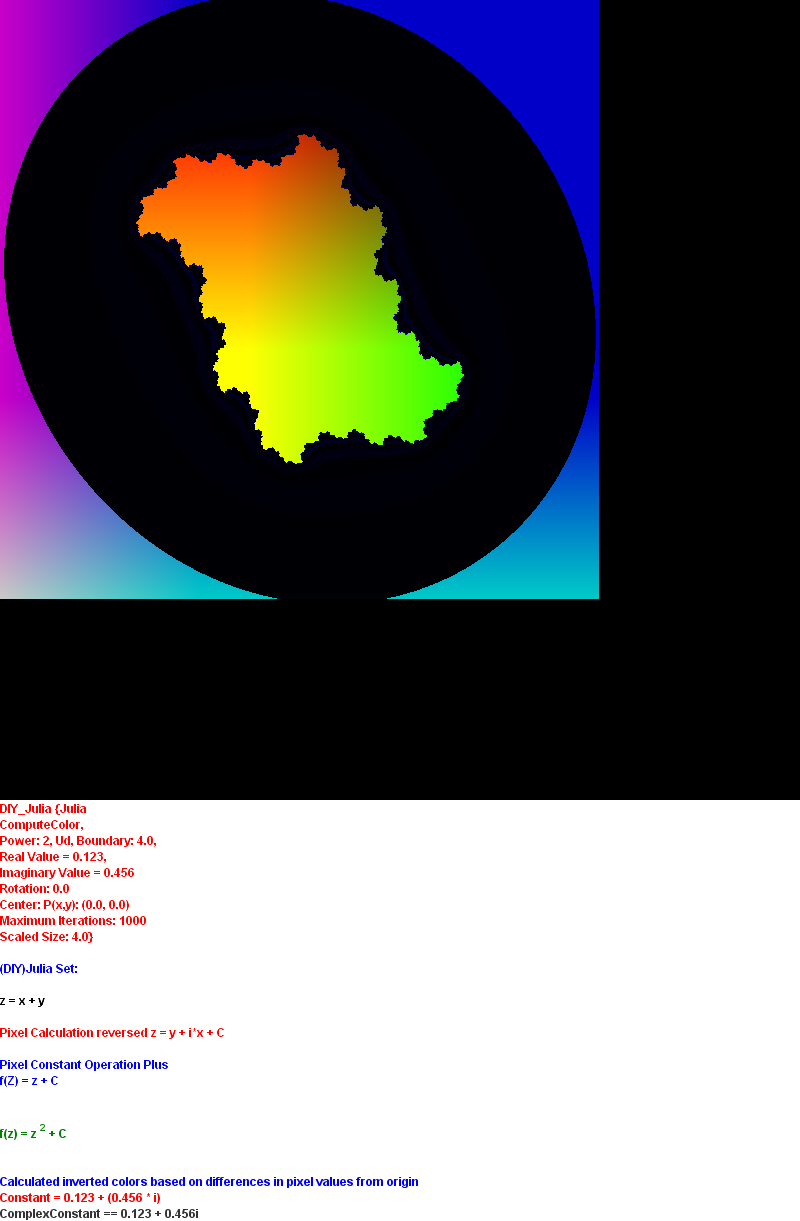 DIY_Julia {Julia
ComputeColor,
Power: 2, Ud, Boundary: 4.0,
Real Value = 0.123,
Imaginary Value = 0.456
Rotation: 0.0
Center: P(x,y): (0.0, 0.0)
Maximum Iterations: 1000
Scaled Size: 4.0}
(DIY)Julia Set:
z = x + y
Pixel Calculation reversed z = y + i*x + C
Pixel Constant Operation Plus
f(Z) = z + C
f(z) = z 2 + C
Calculated inverted colors based on differences in pixel values from origin
Constant = 0.123 + (0.456 * i)
ComplexConstant == 0.123 + 0.456i